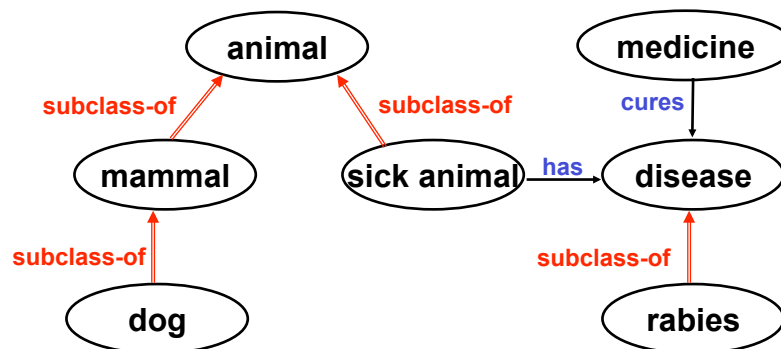 animal
medicine
subclass-of
subclass-of
cures
mammal
sick animal
has
disease
subclass-of
subclass-of
dog
rabies